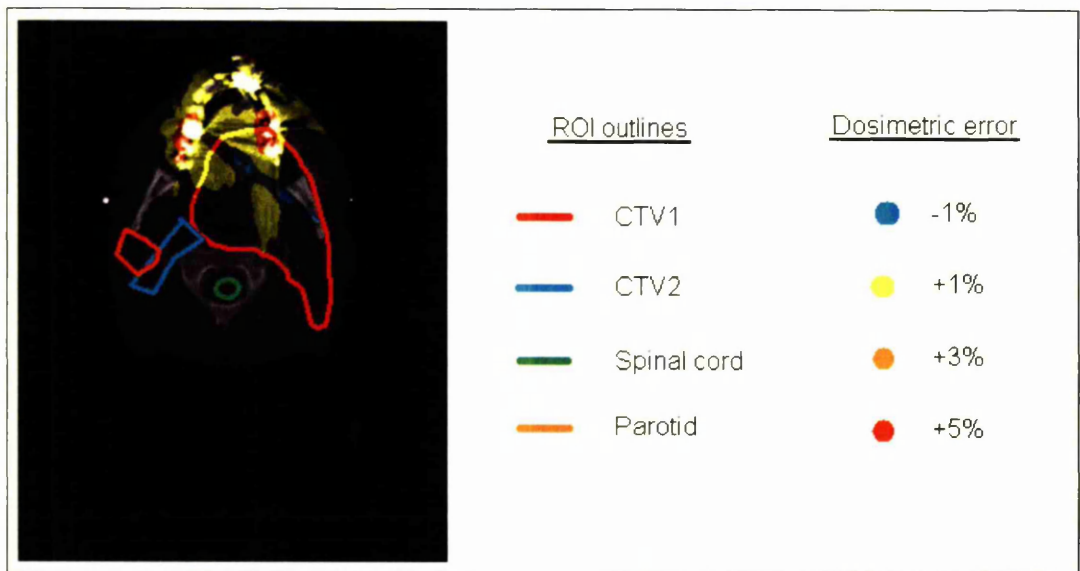 ROI outlines
Dosimetric error
CTV1
-1%
CTV2
+1%
Spinal cord
+3%
Parotid
+5%